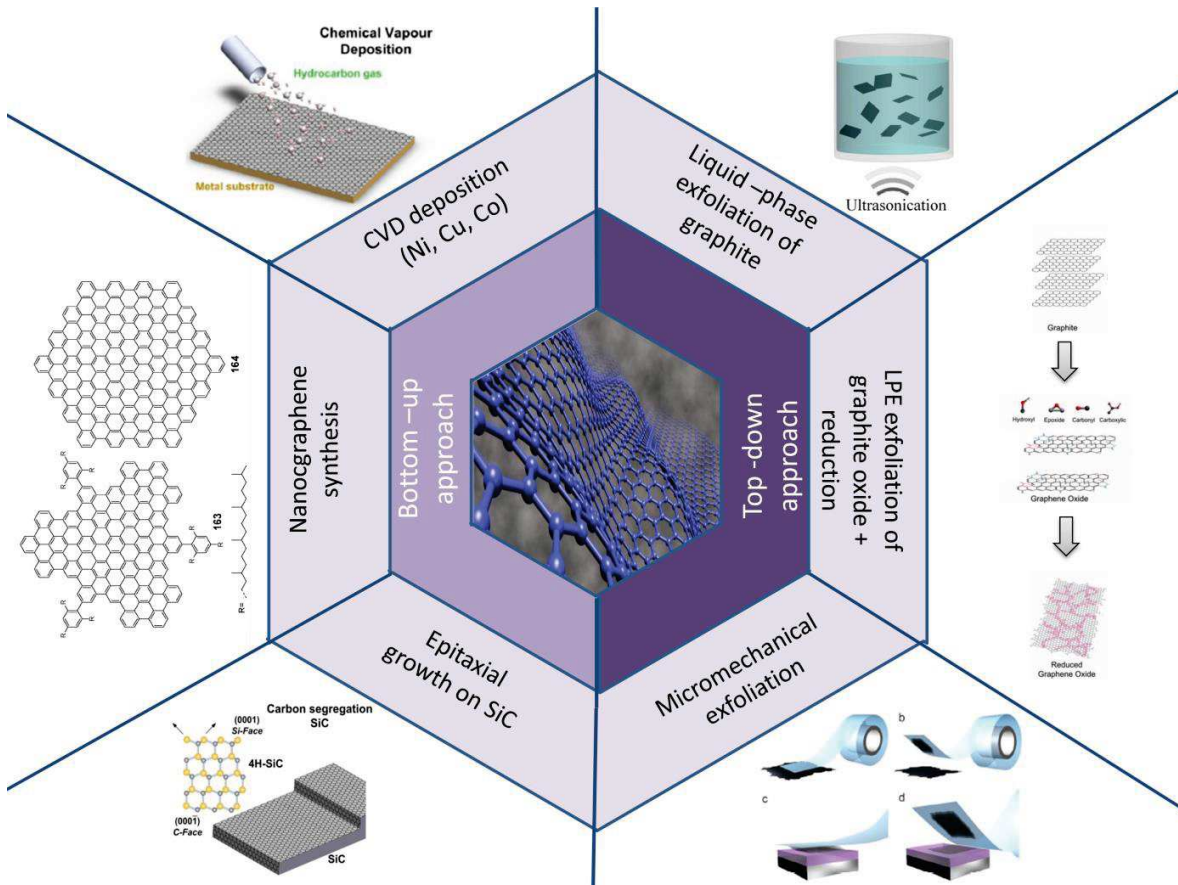 Chemical Vapour
Deposition
Hydrocarbon gas
Metal substrate
Ultrasonication
CVD deposition
(Ni, Cu, Co)
Liquid –phase
exfoliation of
graphite
Nanocgraphene
synthesis
Bottom –up
approach
Top -down
approach
LPE exfoliation of
graphite oxide +
reduction
Epitaxial
growth on SiC
Micromechanical
exfoliation
164
163
R
R
R
R
R
R
R=
Graphite
Hydroxyl
Epoxide
Carbonyl
Carboxylic
Graphene Oxide
Reduced
Graphene Oxide
Carbon segregation
SiC
(0001)
Si-Face
4H-SiC
(0001̄)
C-Face
SiC
b
c
d